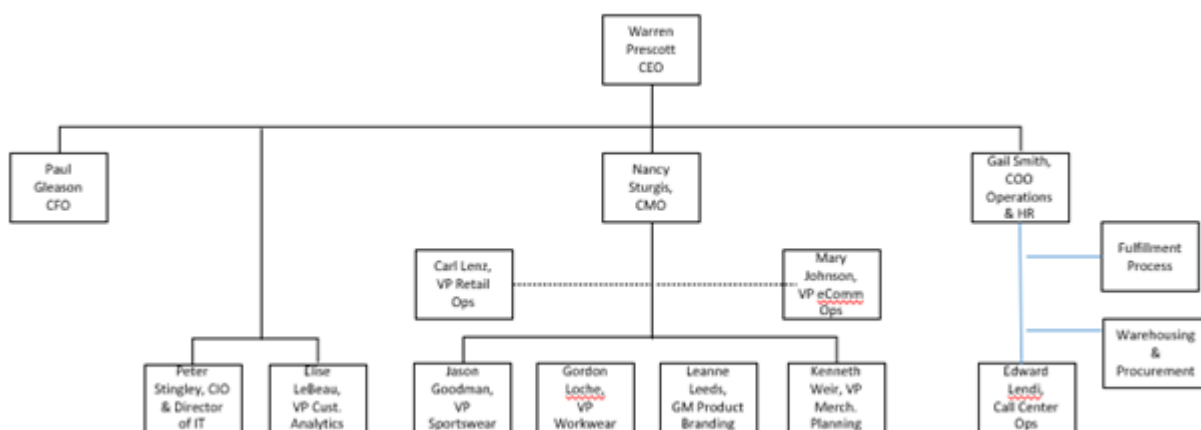 Warren
Prescott
CEO
Paul
Gleason
CFO
Nancy
Sturgis,
CMO
Gail Smith,
COO
Operations
& HR
Carl Lenz,
VP Retail
Ops
Mary
Johnson,
VP eComm
Ops
Fulfillment
Process
Warehousing
&
Procurement
Peter
Stingley, CIO
& Director
of IT
Elise
LeBeau,
VP Cust.
Analytics
Jason
Goodman,
VP
Sportswear
Gordon
Loche,
VP
Workwear
Leanne
Leeds,
GM Product
Branding
Kenneth
Weir, VP
Merch.
Planning
Edward
Lendi,
Call Center
Ops